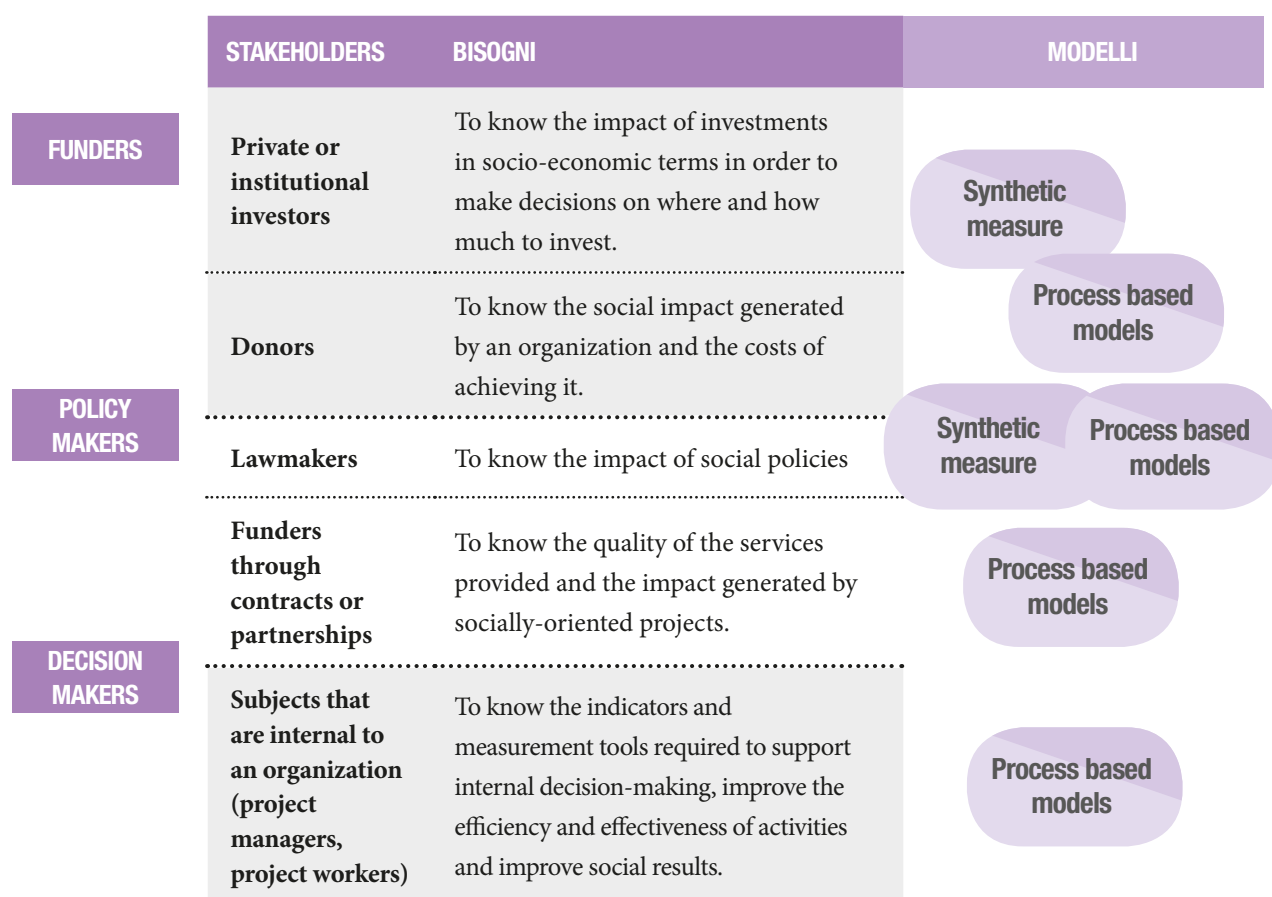 STAKEHOLDERS
BISOGNI
MODELLI
FUNDERS
Private or
institutional
investors
To know the impact of investments
in socio-economic terms in order to
make decisions on where and how
much to invest.
Synthetic
measure
Process based
models
Donors
To know the social impact generated
by an organization and the costs of
achieving it.
POLICY
MAKERS
Lawmakers
To know the impact of social policies
Synthetic
measure
Process based
models
Funders
through
contracts or
partnerships
To know the quality of the services
provided and the impact generated by
socially-oriented projects.
Process based
models
DECISION
MAKERS
Subjects that
are internal to
an organization
(project
managers,
project workers)
To know the indicators and
measurement tools required to support
internal decision-making, improve the
efficiency and effectiveness of activities
and improve social results.
Process based
models